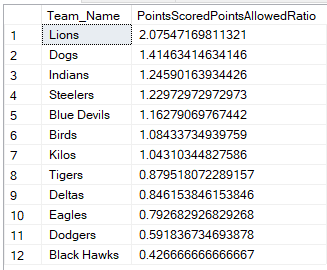 Team_Name PointsScoredPointsAllowedRatio
1 Lions 2.07547169811321
2 Dogs 1.41463414634146
3 Indians 1.24590163934426
4 Steelers 1.22972972972973
5 Blue Devils 1.16279069767442
6 Birds 1.08433734939759
7 Kilos 1.04310344827586
8 Tigers 0.879518072289157
9 Deltas 0.846153846153846
10 Eagles 0.792682926829268
11 Dodgers 0.591836734693878
12 Black Hawks 0.426666666666667